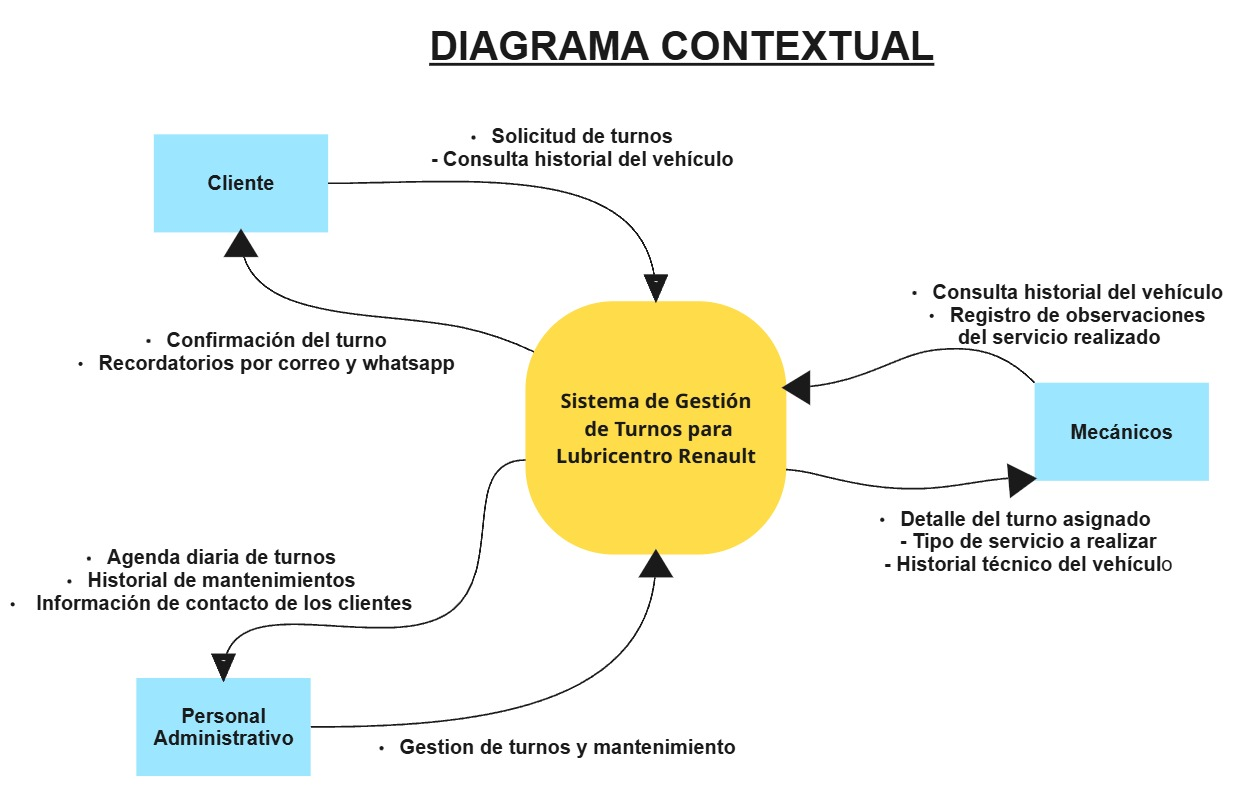 DIAGRAMA CONTEXTUAL
• Solicitud de turnos
- Consulta historial del vehículo
Cliente
• Confirmación del turno
• Recordatorios por correo y whatsapp
• Consulta historial del vehículo
• Registro de observaciones
del servicio realizado
Sistema de Gestión
de Turnos para
Lubricentro Renault
Mecánicos
• Detalle del turno asignado
- Tipo de servicio a realizar
- Historial técnico del vehículo
• Agenda diaria de turnos
• Historial de mantenimientos
• Información de contacto de los clientes
Personal
Administrativo
• Gestion de turnos y mantenimiento